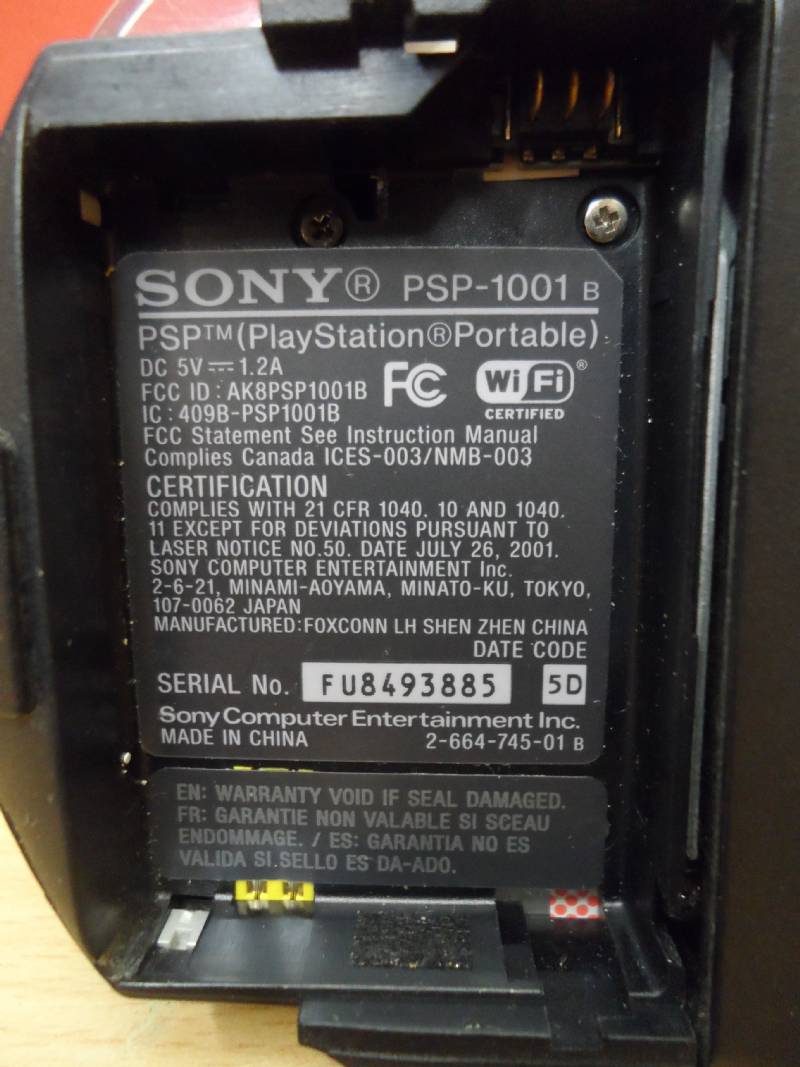 SONY® PSP-1001 B
PSP™(PlayStation®Portable)
DC 5V⎓1.2A
FCC ID : AK8PSP1001B
IC : 409B-PSP1001B
FC
Wi Fi®
CERTIFIED
FCC Statement See Instruction Manual
Complies Canada ICES-003/NMB-003
CERTIFICATION
COMPLIES WITH 21 CFR 1040. 10 AND 1040.
11 EXCEPT FOR DEVIATIONS PURSUANT TO
LASER NOTICE NO.50. DATE JULY 26, 2001.
SONY COMPUTER ENTERTAINMENT Inc.
2-6-21, MINAMI-AOYAMA, MINATO-KU, TOKYO,
107-0062 JAPAN
MANUFACTURED:FOXCONN LH SHEN ZHEN CHINA
DATE CODE
SERIAL No. FU8493885 5D
Sony Computer Entertainment Inc.
MADE IN CHINA 2-664-745-01 B
EN: WARRANTY VOID IF SEAL DAMAGED.
FR: GARANTIE NON VALABLE SI SCEAU
ENDOMMAGE. / ES: GARANTIA NO ES
VALIDA SI.SELLO ES DA-ADO.